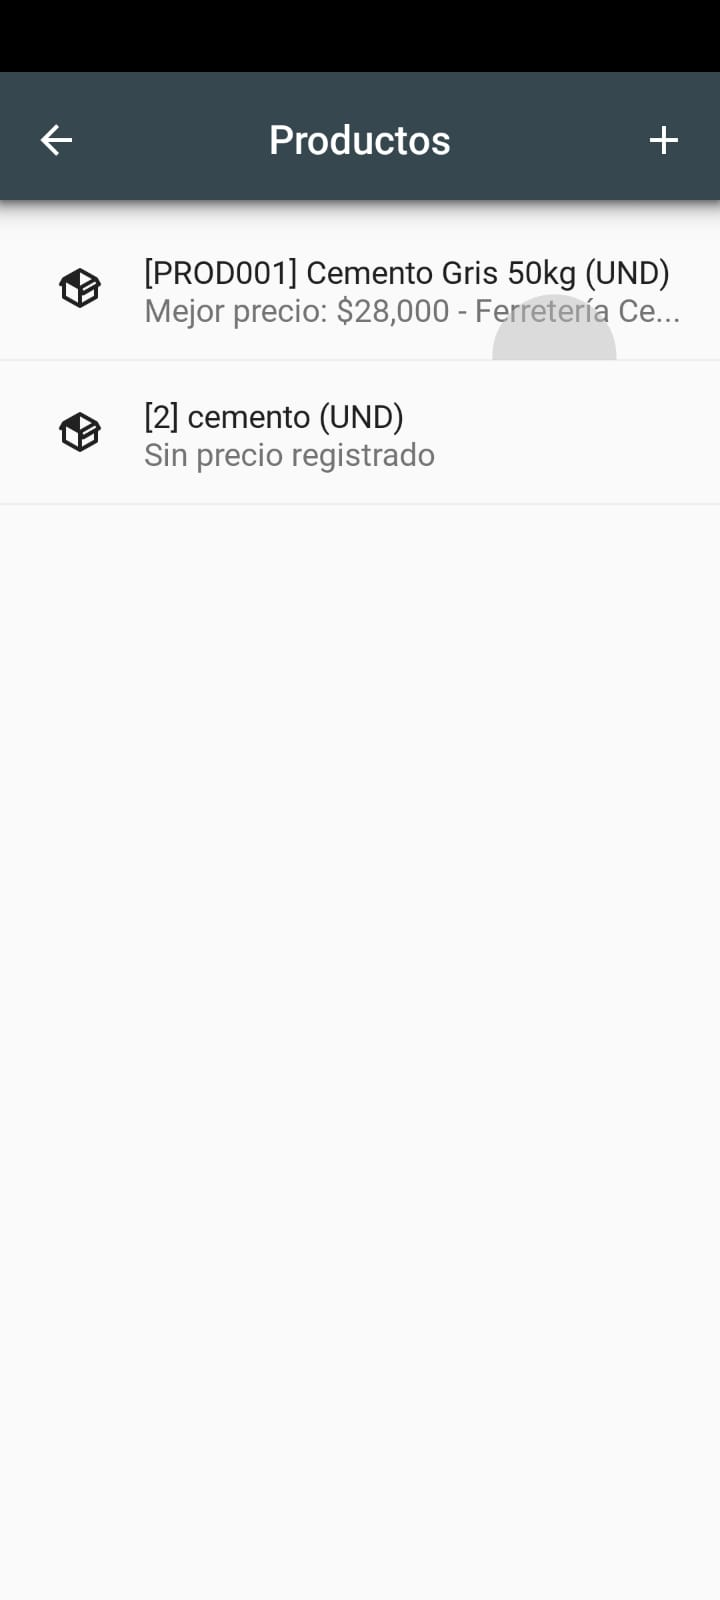 Productos
[PROD001] Cemento Gris 50kg (UND)
Mejor precio: $28,000 - Ferretería Ce...
[2] cemento (UND)
Sin precio registrado